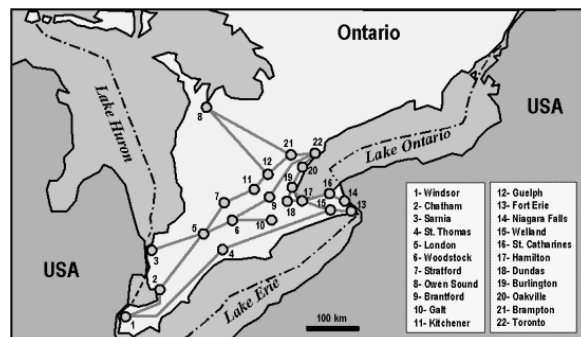 Ontario
USA
Lake Huron
Lake Ontario
USA
Lake Erie
100 km
8
21
22
20
12
11
19
7
9
17
16
14
18
15
13
5
6
10
3
4
2
1
1- Windsor
2- Chatham
3- Sarnia
4- St. Thomas
5- London
6- Woodstock
7- Stratford
8- Owen Sound
9- Brantford
10- Galt
11- Kitchener
12- Guelph
13- Fort Erie
14- Niagara Falls
15- Welland
16- St. Catharines
17- Hamilton
18- Dundas
19- Burlington
20- Oakville
21- Brampton
22- Toronto